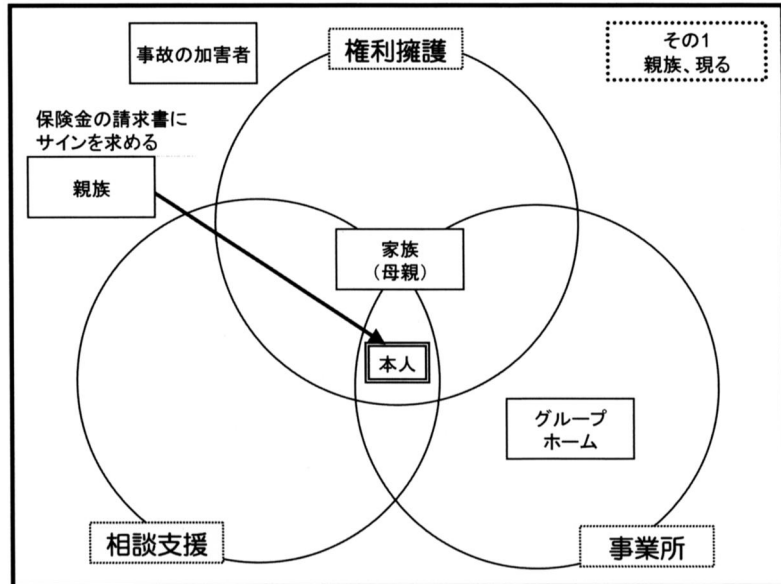 事故の加害者
権利擁護
その1
親族、現る
保険金の請求書に
サインを求める
親族
家族
(母親)
本人
グループ
ホーム
相談支援
事業所